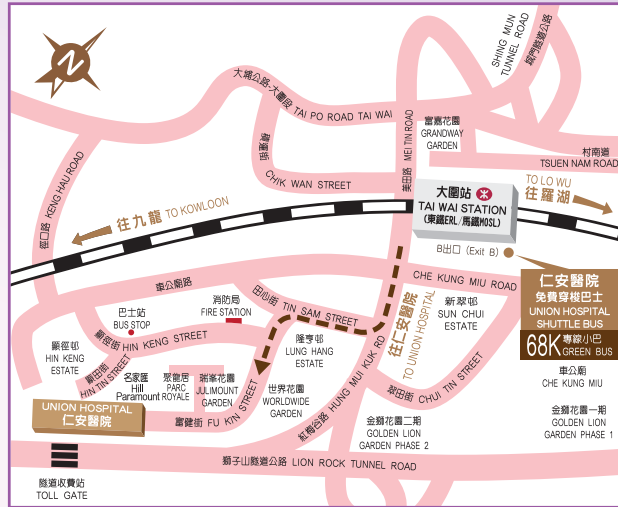 N
大埔公路-大圍段 TAI PO ROAD TAI WAI
SHING MUN
TUNNEL ROAD
城門隧道公路
美田路 MEI TIN ROAD
富嘉花園
GRANDWAY
GARDEN
村南道
TSUEN NAM ROAD
積運街
CHIK WAN STREET
徑口路 KENG HAU ROAD
大圍站
TAI WAI STATION
(東鐵ERL/馬鐵MOSL)
TO LO WU
往羅湖
往九龍 TO KOWLOON
B出口 (Exit B)
車公廟路
CHE KUNG MIU ROAD
仁安醫院
免費穿梭巴士
UNION HOSPITAL
SHUTTLE BUS
68K 專線小巴
GREEN BUS
田心街 TIN SAM STREET
消防局
FIRE STATION
巴士站
BUS STOP
往仁安醫院
TO UNION HOSPITAL
新翠邨
SUN CHUI
ESTATE
顯徑街 HIN KENG STREET
顯徑邨
HIN KENG
ESTATE
隆亨邨
LUNG HANG
ESTATE
車公廟
CHE KUNG MIU
顯田街
HIN TIN STREET
名家匯
Hill
Paramount
聚龍居
PARC
ROYALE
瑞峯花園
JULIMOUNT
GARDEN
世界花園
WORLDWIDE
GARDEN
翠田街 CHUI TIN STREET
紅梅谷路 HUNG MUI KUK RD
UNION HOSPITAL
仁安醫院
富健街 FU KIN STREET
金獅花園二期
GOLDEN LION
GARDEN PHASE 2
金獅花園一期
GOLDEN LION
GARDEN PHASE 1
獅子山隧道公路 LION ROCK TUNNEL ROAD
隧道收費站
TOLL GATE